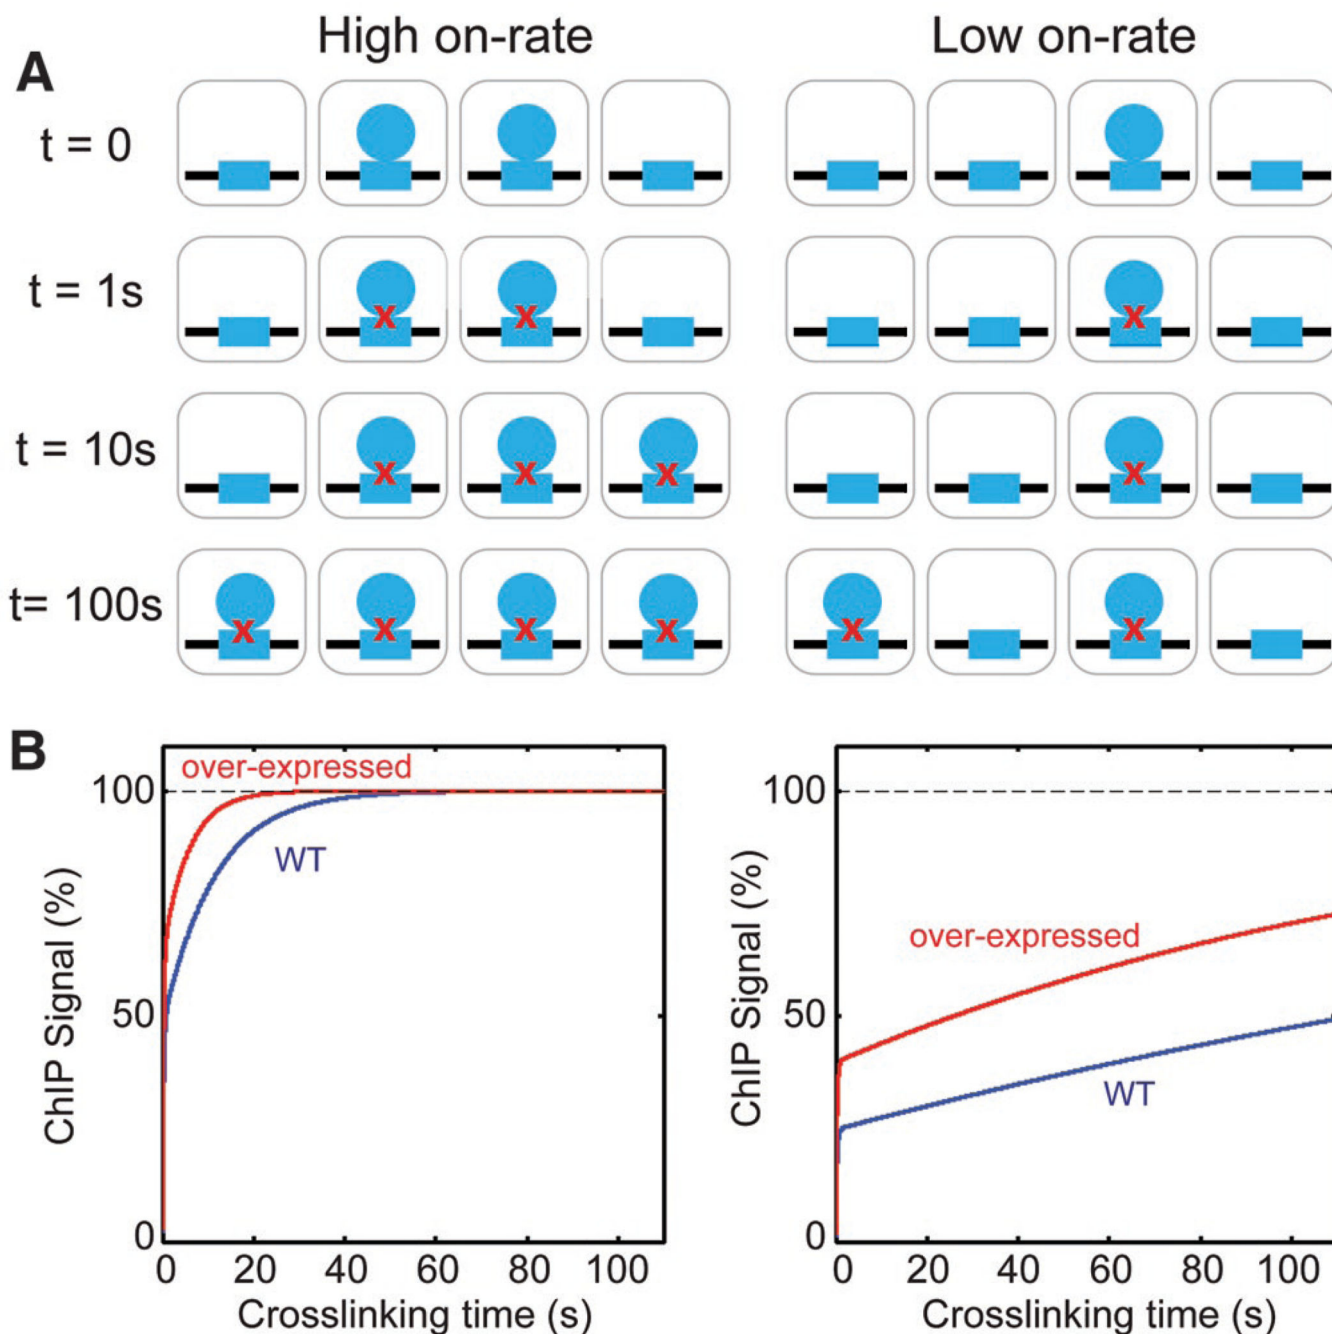 High on-rate
Low on-rate
A
t = 0
t = 1s
X X X
t = 10s
X X X X
t= 100s
X X X X X X
B
over-expressed
WT
100
50
0
ChIP Signal (%)
0 20 40 60 80 100
Crosslinking time (s)
over-expressed
WT
100
50
0
ChIP Signal (%)
0 20 40 60 80 100
Crosslinking time (s)